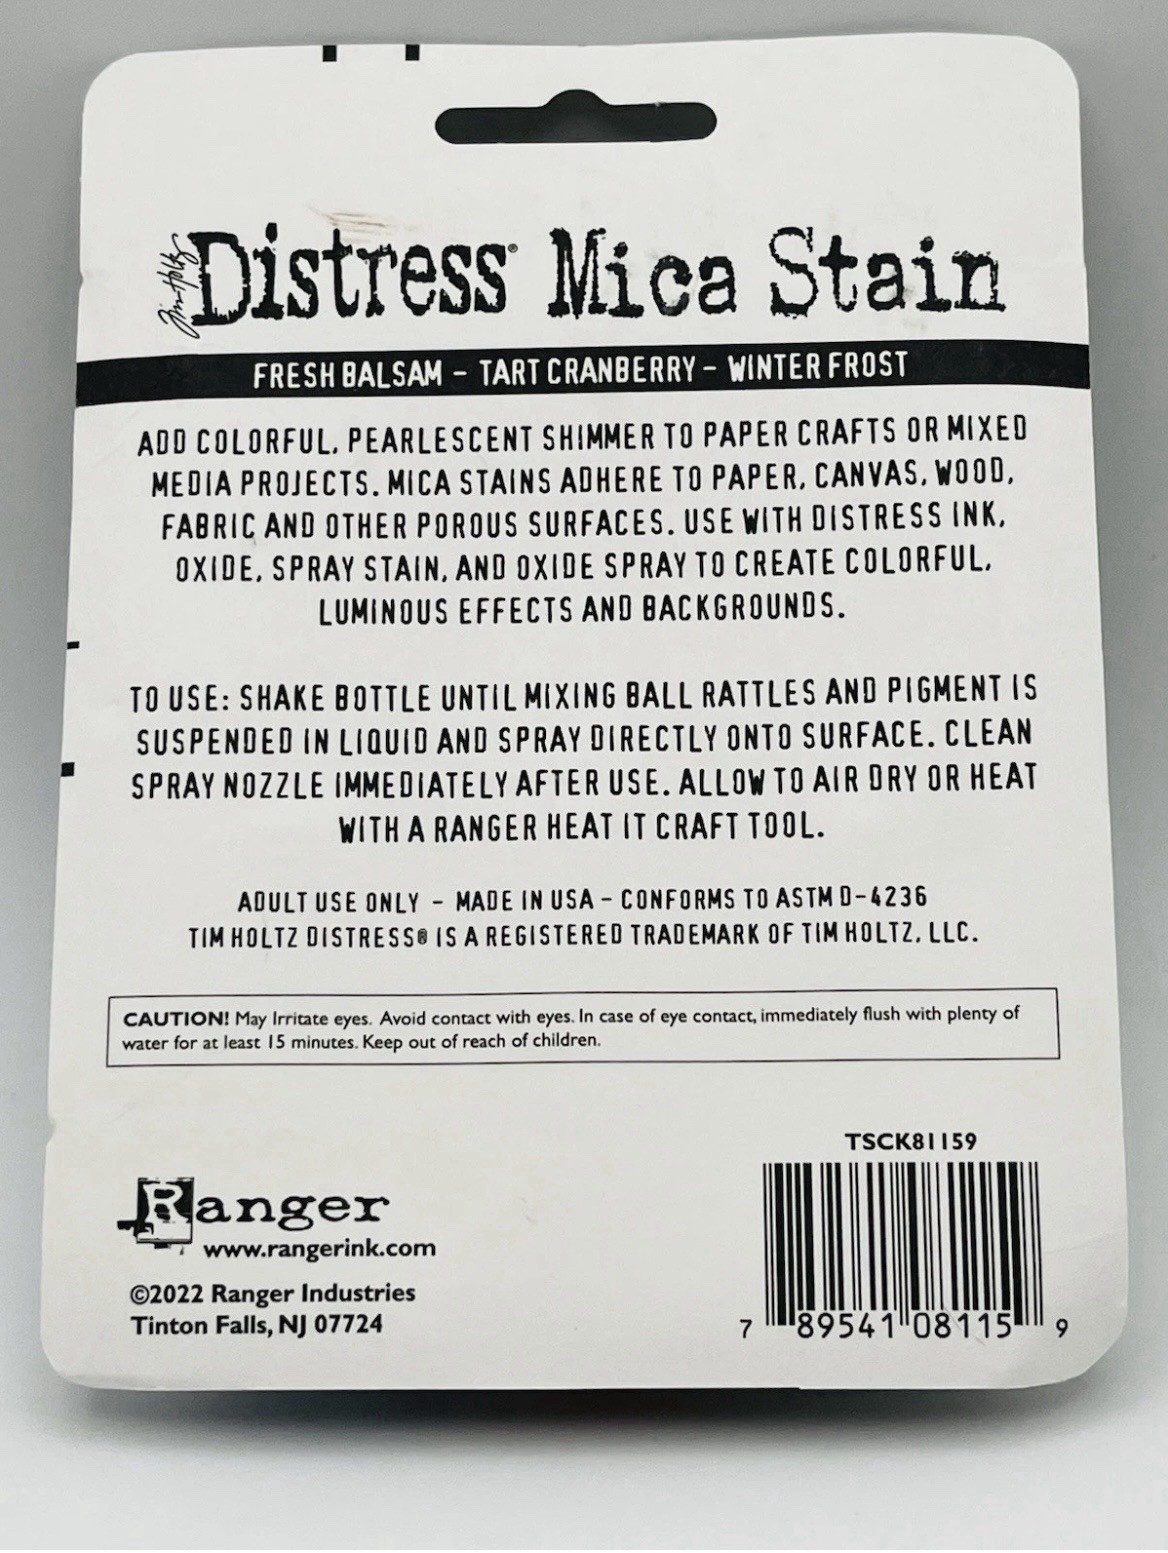 Tim Holtz Distress® Mica Stain
FRESH BALSAM – TART CRANBERRY – WINTER FROST
ADD COLORFUL, PEARLESCENT SHIMMER TO PAPER CRAFTS OR MIXED
MEDIA PROJECTS. MICA STAINS ADHERE TO PAPER, CANVAS, WOOD,
FABRIC AND OTHER POROUS SURFACES. USE WITH DISTRESS INK,
OXIDE, SPRAY STAIN, AND OXIDE SPRAY TO CREATE COLORFUL,
LUMINOUS EFFECTS AND BACKGROUNDS.
TO USE: SHAKE BOTTLE UNTIL MIXING BALL RATTLES AND PIGMENT IS
SUSPENDED IN LIQUID AND SPRAY DIRECTLY ONTO SURFACE. CLEAN
SPRAY NOZZLE IMMEDIATELY AFTER USE. ALLOW TO AIR DRY OR HEAT
WITH A RANGER HEAT IT CRAFT TOOL.
ADULT USE ONLY – MADE IN USA – CONFORMS TO ASTM D-4236
TIM HOLTZ DISTRESS® IS A REGISTERED TRADEMARK OF TIM HOLTZ, LLC.
CAUTION! May Irritate eyes. Avoid contact with eyes. In case of eye contact, immediately flush with plenty of
water for at least 15 minutes. Keep out of reach of children.
TSCK81159
Ranger
www.rangerink.com
©2022 Ranger Industries
Tinton Falls, NJ 07724
7 89541 08115 9